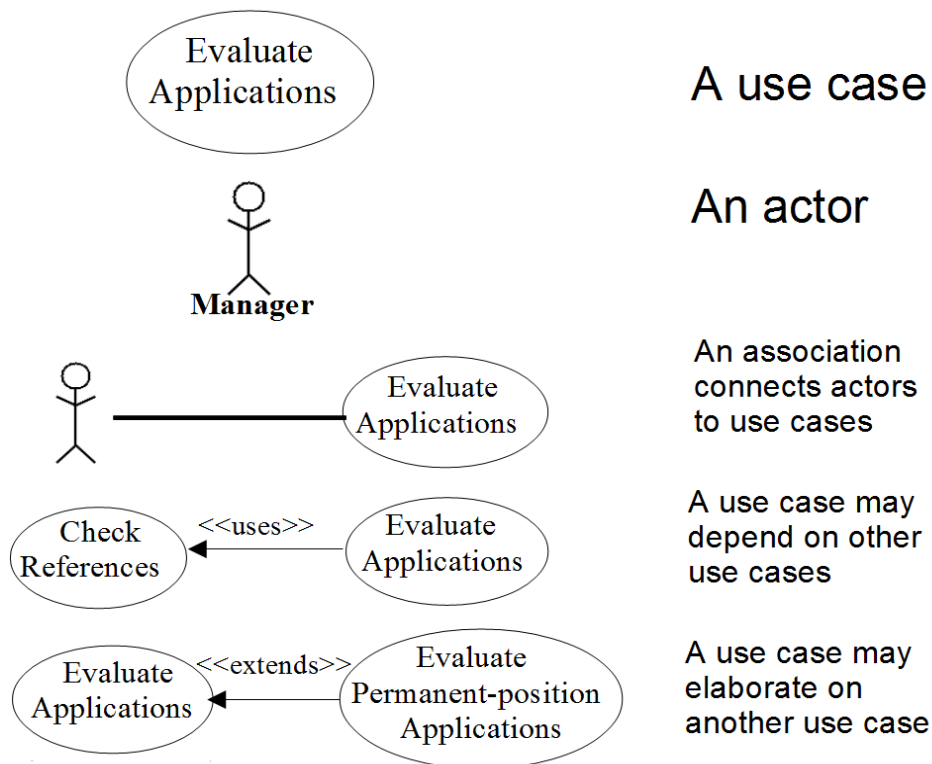 Evaluate
Applications
A use case
An actor
Manager
Evaluate
Applications
An association
connects actors
to use cases
Check
References
<<uses>>
Evaluate
Applications
A use case may
depend on other
use cases
Evaluate
Applications
<<extends>>
Evaluate
Permanent-position
Applications
A use case may
elaborate on
another use case